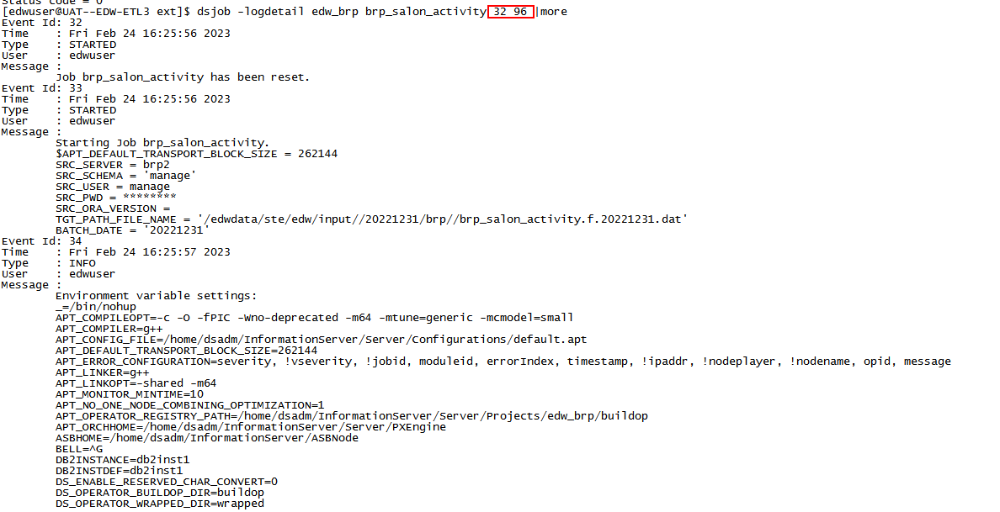 Status code = 0
[edwuser@UAT--EDW-ETL3 ext]$ dsjob -logdetail edw_brp brp_salon_activity 32 96 |more
Event Id: 32
Time    : Fri Feb 24 16:25:56 2023
Type    : STARTED
User    : edwuser
Message :
        Job brp_salon_activity has been reset.
Event Id: 33
Time    : Fri Feb 24 16:25:56 2023
Type    : STARTED
User    : edwuser
Message :
        Starting Job brp_salon_activity.
        $APT_DEFAULT_TRANSPORT_BLOCK_SIZE = 262144
        SRC_SERVER = brp2
        SRC_SCHEMA = 'manage'
        SRC_USER = manage
        SRC_PWD = ********
        SRC_ORA_VERSION =
        TGT_PATH_FILE_NAME = '/edwdata/ste/edw/input//20221231/brp//brp_salon_activity.f.20221231.dat'
        BATCH_DATE = '20221231'
Event Id: 34
Time    : Fri Feb 24 16:25:57 2023
Type    : INFO
User    : edwuser
Message :
        Environment variable settings:
        _=/bin/nohup
        APT_COMPILEOPT=-c -O -fPIC -Wno-deprecated -m64 -mtune=generic -mcmodel=small
        APT_COMPILER=g++
        APT_CONFIG_FILE=/home/dsadm/InformationServer/Server/Configurations/default.apt
        APT_DEFAULT_TRANSPORT_BLOCK_SIZE=262144
        APT_ERROR_CONFIGURATION=severity, !vseverity, !jobid, moduleid, errorIndex, timestamp, !ipaddr, !nodeplayer, !nodename, opid, message
        APT_LINKER=g++
        APT_LINKOPT=-shared -m64
        APT_MONITOR_MINTIME=10
        APT_NO_ONE_NODE_COMBINING_OPTIMIZATION=1
        APT_OPERATOR_REGISTRY_PATH=/home/dsadm/InformationServer/Server/Projects/edw_brp/buildop
        APT_ORCHHOME=/home/dsadm/InformationServer/Server/PXEngine
        ASBHOME=/home/dsadm/InformationServer/ASBNode
        BELL=^G
        DB2INSTANCE=db2inst1
        DB2INSTDEF=db2inst1
        DS_ENABLE_RESERVED_CHAR_CONVERT=0
        DS_OPERATOR_BUILDOP_DIR=buildop
        DS_OPERATOR_WRAPPED_DIR=wrapped